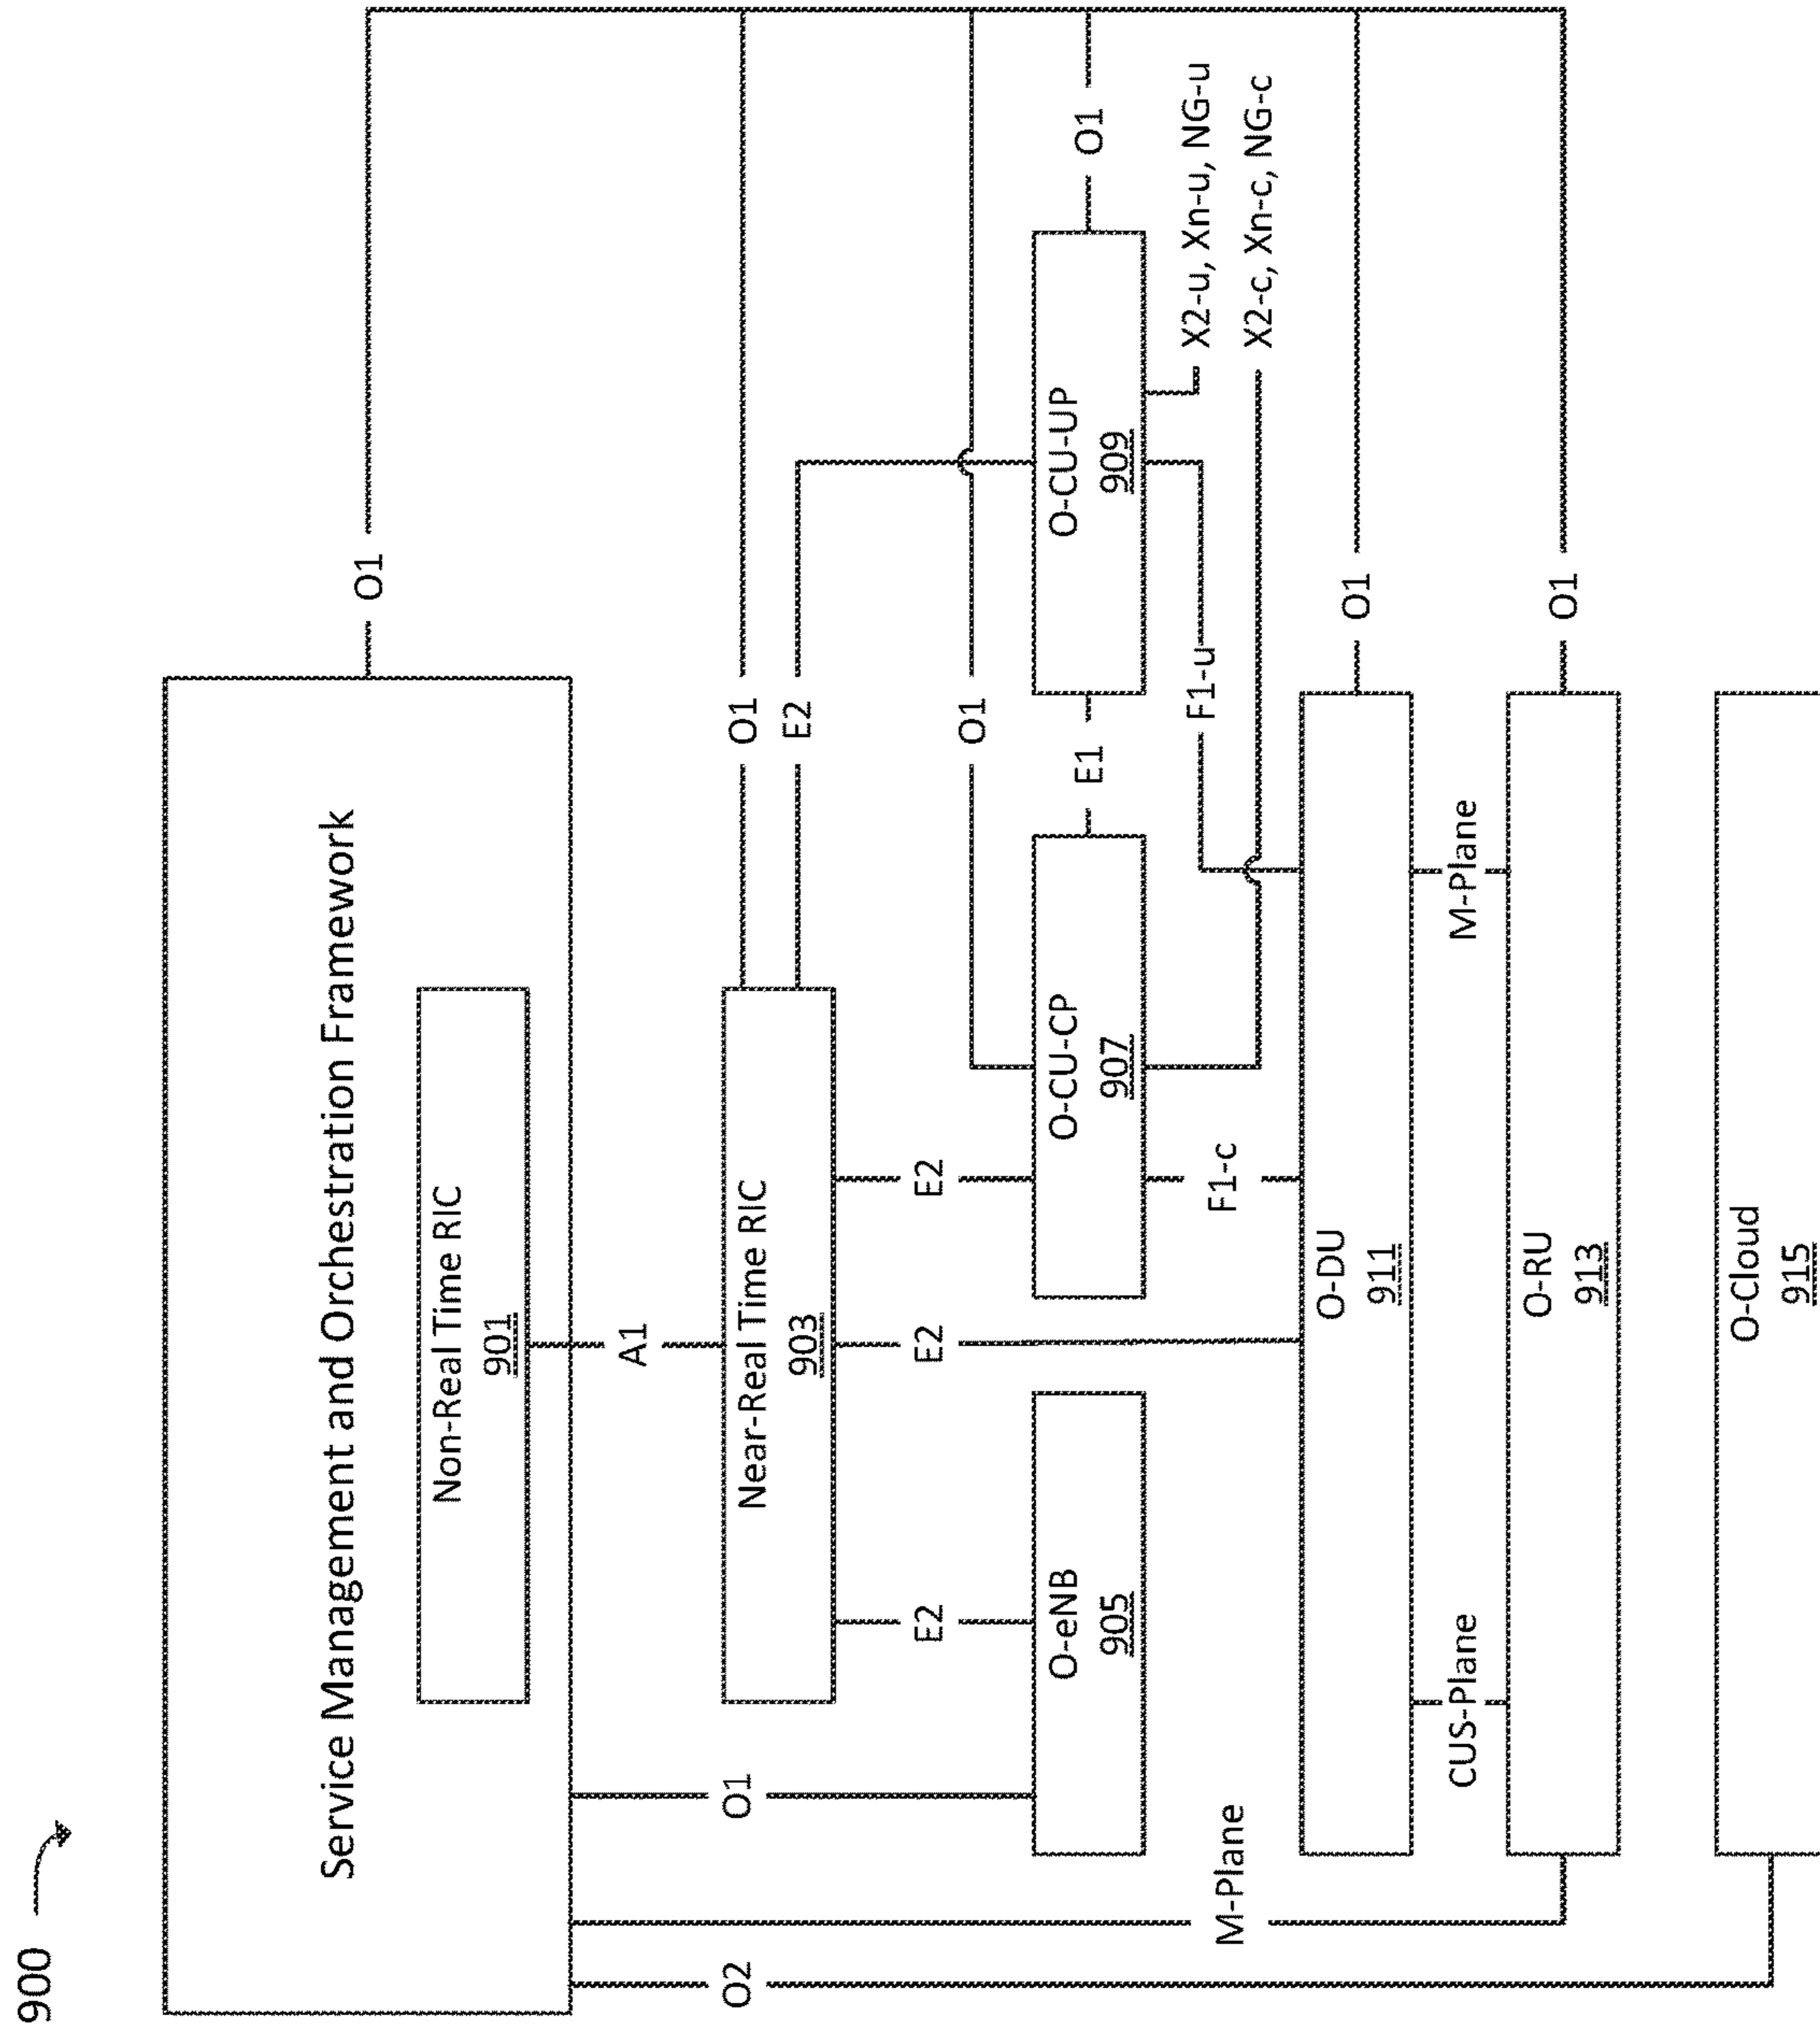 900
Service Management and Orchestration Framework
O1
Non-Real Time RIC
901
A1
O2
O1
Near-Real Time RIC
903
O1
E2
E2
E2
E2
O1
O-eNB
905
O-CU-CP
907
E1
O-CU-UP
909
O1
M-Plane
F1-c
F1-u
X2-u, Xn-u, NG-u
X2-c, Xn-c, NG-c
O-DU
911
O1
CUS-Plane
M-Plane
O-RU
913
O1
O-Cloud
915